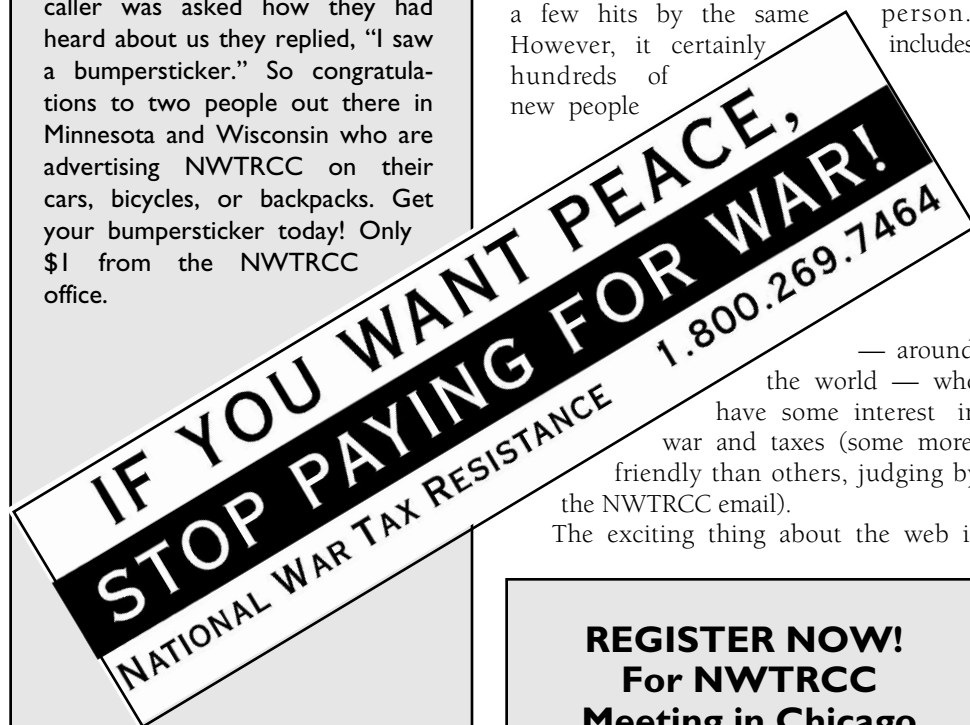 caller was asked how they had
heard about us they replied, “I saw
a bumpersticker.” So congratula-
tions to two people out there in
Minnesota and Wisconsin who are
advertising NWTRCC on their
cars, bicycles, or backpacks. Get
your bumpersticker today! Only
$1 from the NWTRCC
office.
IF YOU WANT PEACE,
STOP PAYING FOR WAR!
NATIONAL WAR TAX RESISTANCE 1.800.269.7464
a few hits by the same person.
However, it certainly includes
hundreds of
new people
— around
the world — who
have some interest in
war and taxes (some more
friendly than others, judging by
the NWTRCC email).
The exciting thing about the web i
REGISTER NOW!
For NWTRCC
Meeting in Chicago